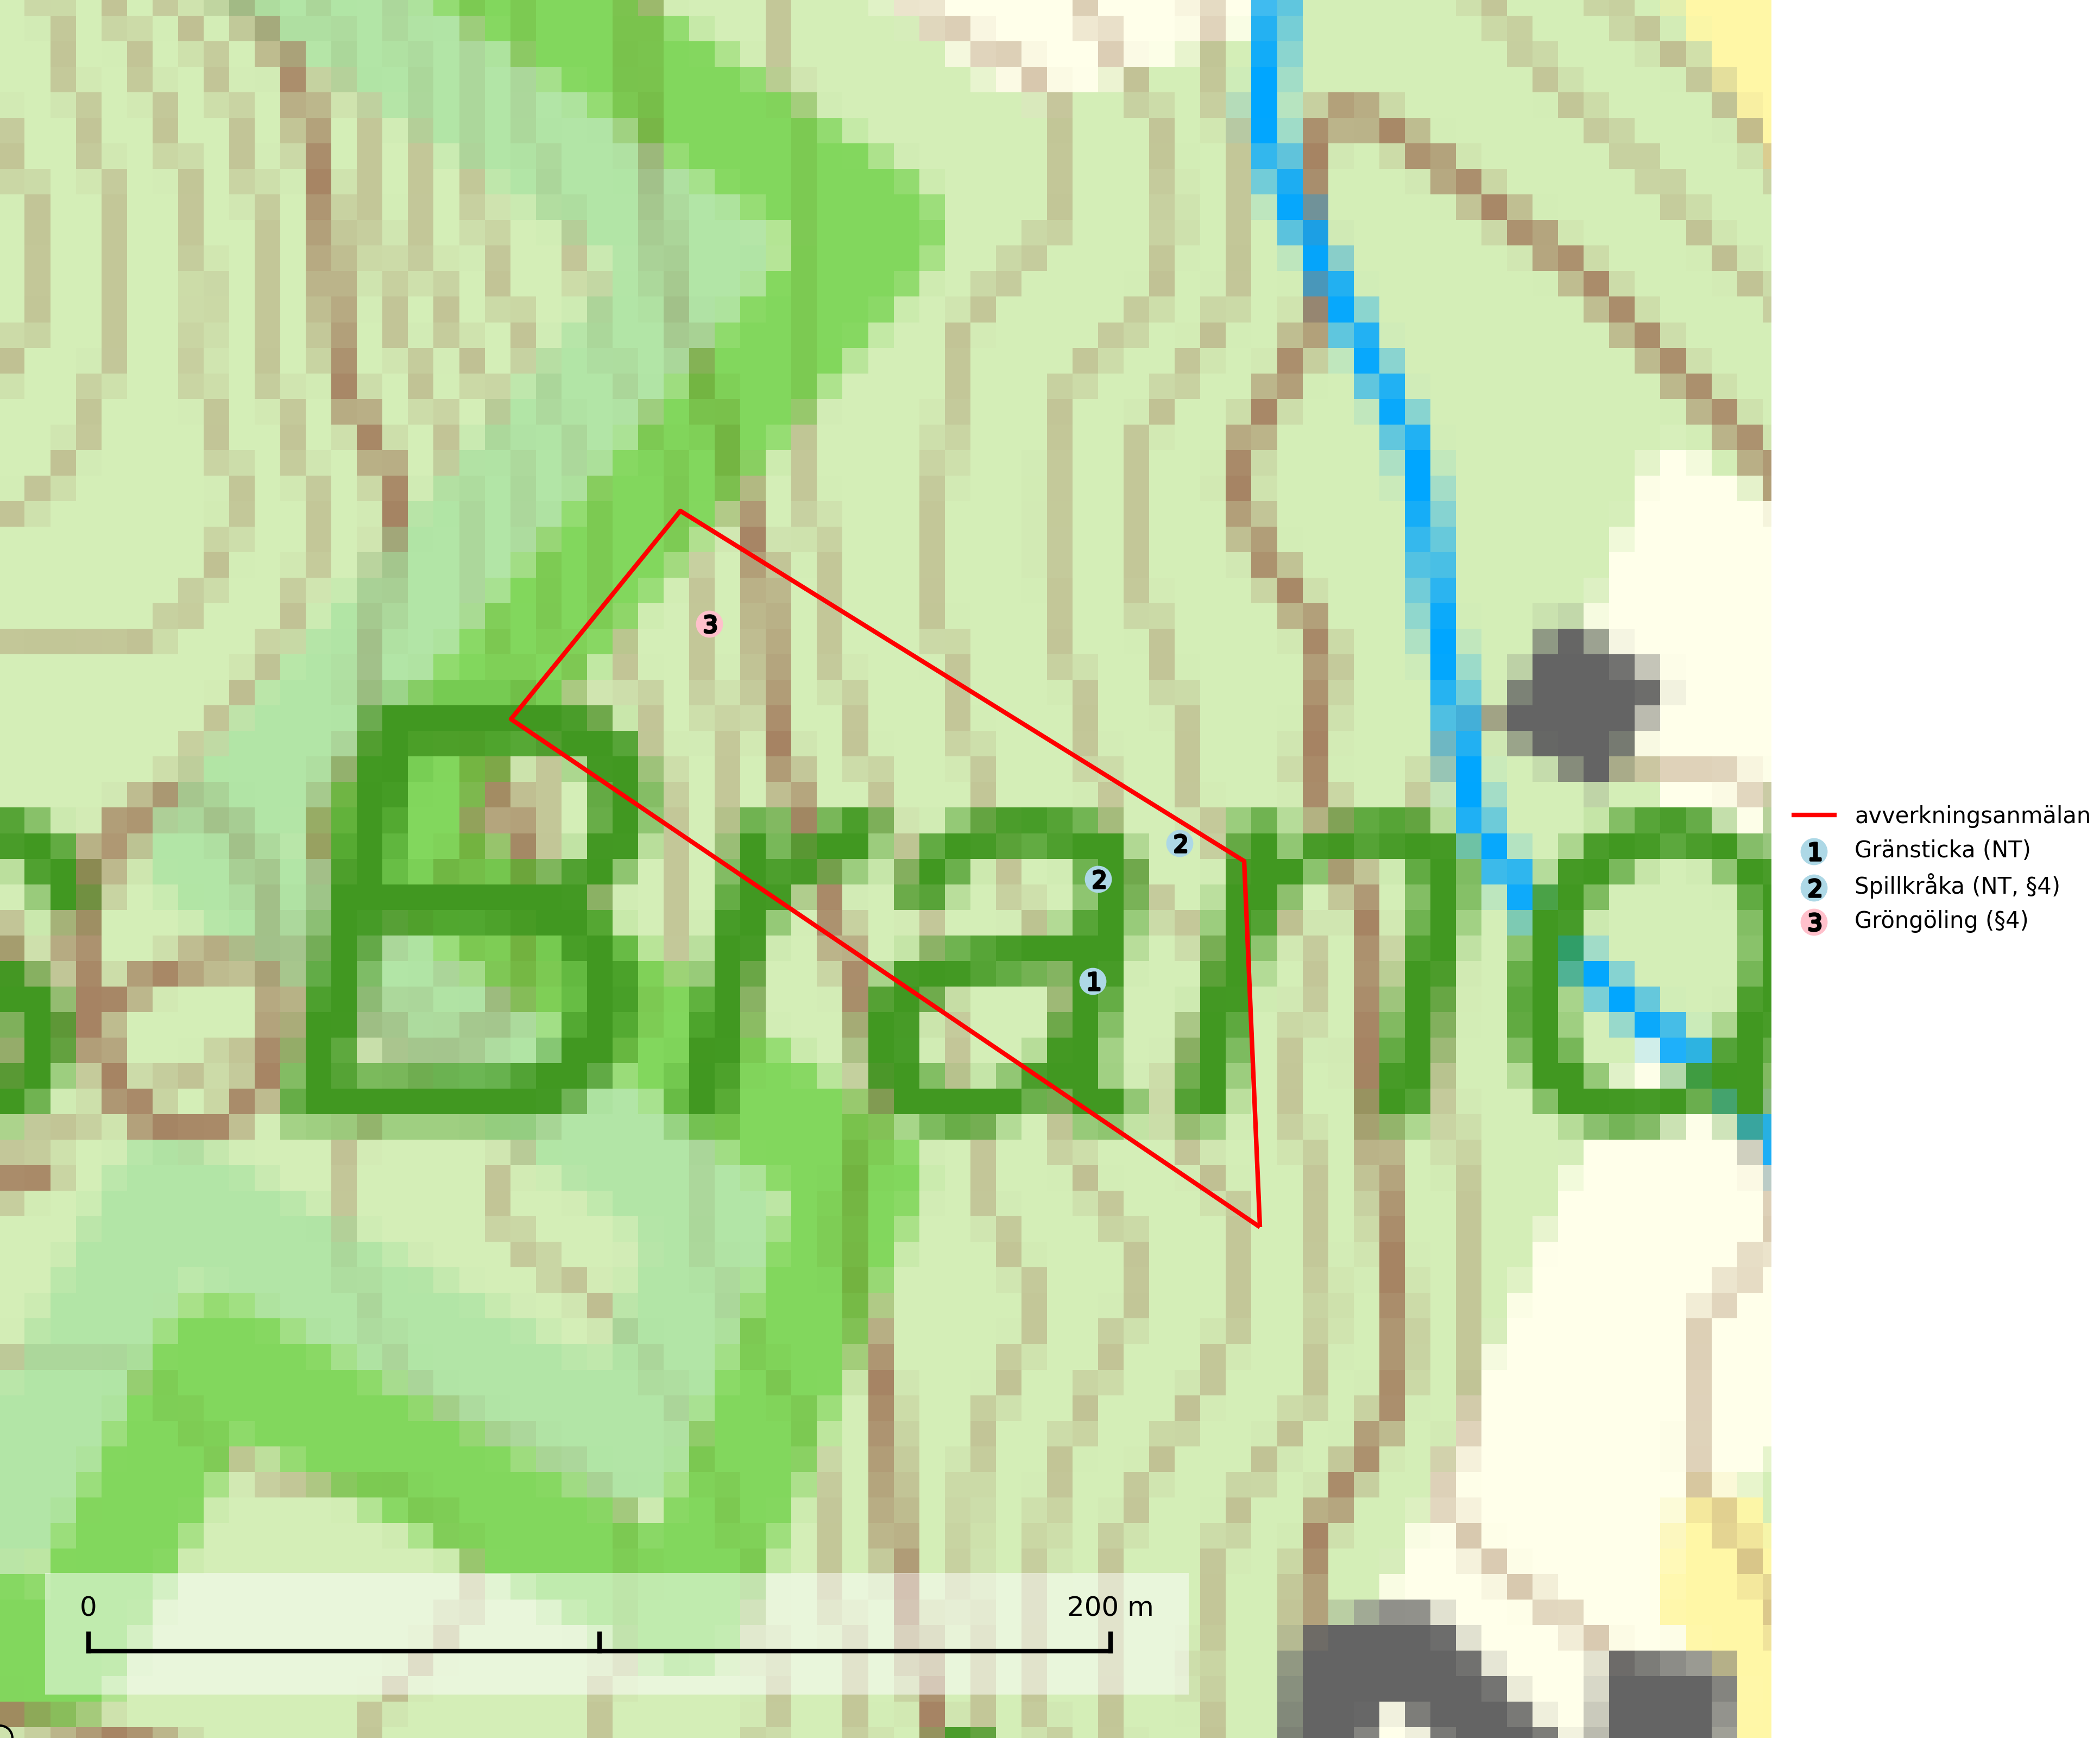 3
2
2
1
avverkningsanmälan
1 Gränsticka (NT)
2 Spillkråka (NT, §4)
3 Gröngöling (§4)
0 200 m